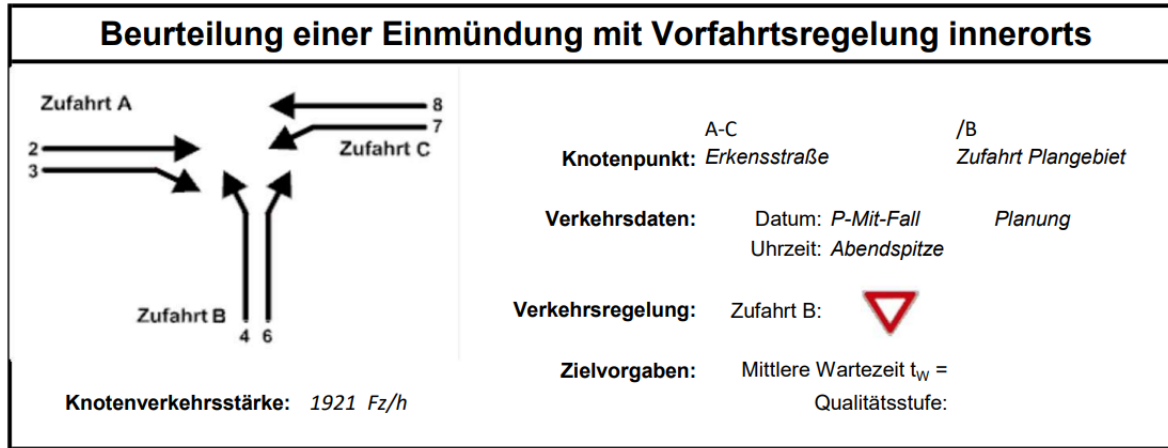 Beurteilung einer Einmündung mit Vorfahrtsregelung innerorts
Zufahrt A
8
7
2
3
Zufahrt C
Zufahrt B
4 6
Knotenverkehrsstärke: 1921 Fz/h
A-C /B
Knotenpunkt: Erkensstraße Zufahrt Plangebiet
Verkehrsdaten: Datum: P-Mit-Fall Planung
Uhrzeit: Abendspitze
Verkehrsregelung: Zufahrt B:
Zielvorgaben: Mittlere Wartezeit tW =
Qualitätsstufe: